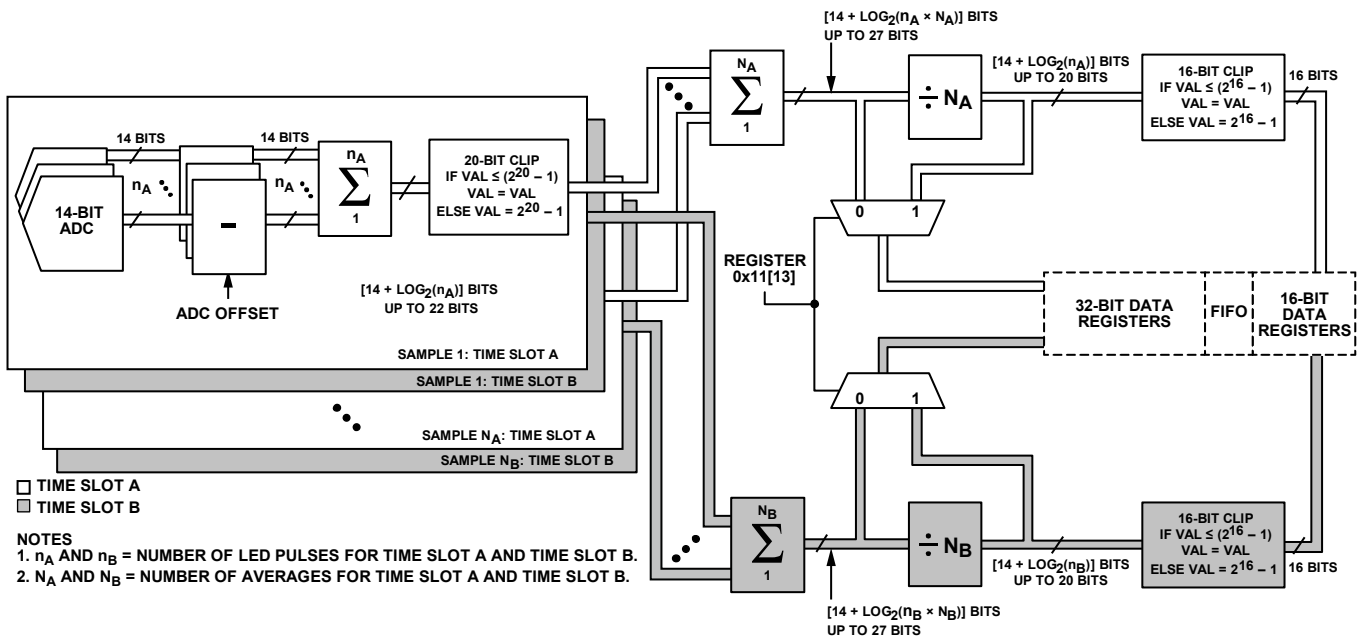 [14 + LOG2(nA × NA)] BITS
UP TO 27 BITS
NA
Σ
1
÷ NA
[14 + LOG2(nA)] BITS
UP TO 20 BITS
16-BIT CLIP
IF VAL ≤ (2^16 – 1)
VAL = VAL
ELSE VAL = 2^16 – 1
16 BITS
14 BITS
14 BITS
nA
nA
14-BIT
ADC
–
ADC OFFSET
nA
Σ
1
20-BIT CLIP
IF VAL ≤ (2^20 – 1)
VAL = VAL
ELSE VAL = 2^20 – 1
[14 + LOG2(nA)] BITS
UP TO 22 BITS
SAMPLE 1: TIME SLOT A
SAMPLE 1: TIME SLOT B
SAMPLE NA: TIME SLOT A
SAMPLE NB: TIME SLOT B
0 1
REGISTER
0x11[13]
32-BIT DATA
REGISTERS
FIFO
16-BIT
DATA
REGISTERS
0 1
TIME SLOT A
TIME SLOT B
NOTES
1. nA AND nB = NUMBER OF LED PULSES FOR TIME SLOT A AND TIME SLOT B.
2. NA AND NB = NUMBER OF AVERAGES FOR TIME SLOT A AND TIME SLOT B.
NB
Σ
1
÷ NB
[14 + LOG2(nB)] BITS
UP TO 20 BITS
16-BIT CLIP
IF VAL ≤ (2^16 – 1)
VAL = VAL
ELSE VAL = 2^16 – 1
16 BITS
[14 + LOG2(nB × NB)] BITS
UP TO 27 BITS